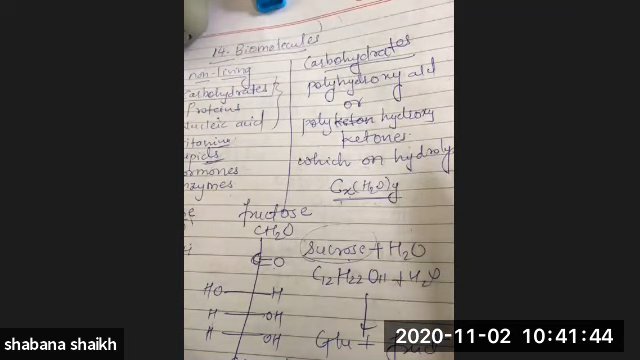 14. Biomolecules
non-living
Carbohydrates
Proteins
Nucleic acid
Vitamins
Lipids
Hormones
Enzymes
Carbohydrates
polyhydroxy ald
or
poly hydroxy
ketones.
which on hydroly
Cx(H2O)y
fructose
CH2O
C=O
HO H
H OH
H OH
Sucrose + H2O
C12H22O11 + H2O
Glu +
shabana shaikh
2020-11-02 10:41:44